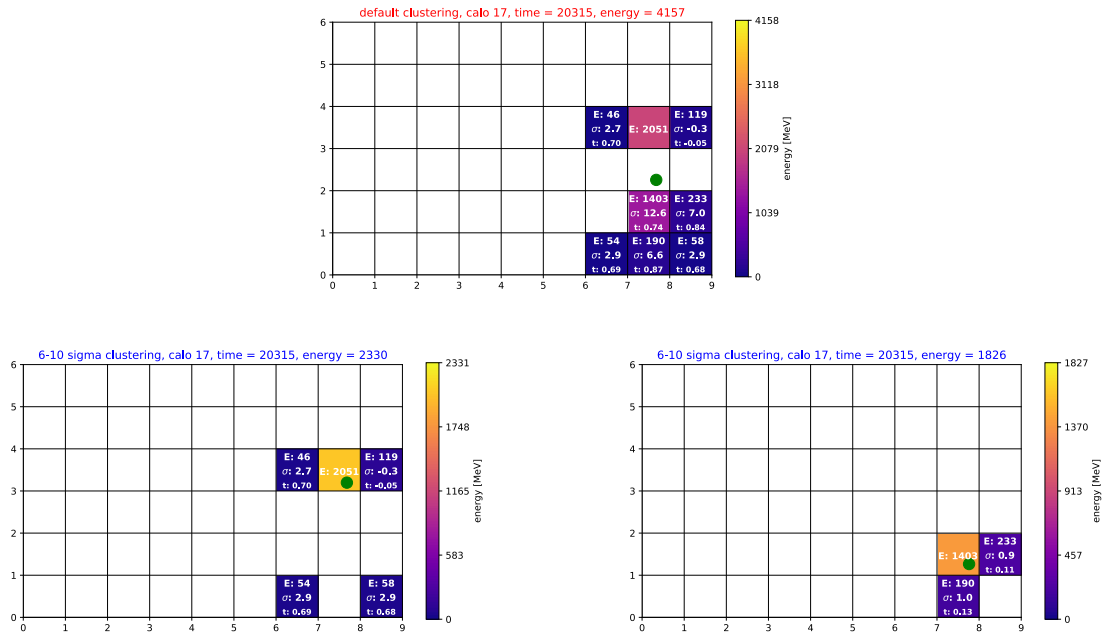 default clustering, calo 17, time = 20315, energy = 4157
6
5
4
3
2
1
0
0 1 2 3 4 5 6 7 8 9
E: 46
σ: 2.7
t: 0.70
E: 2051
E: 119
σ: -0.3
t: -0.05
E: 1403
σ: 12.6
t: 0.74
E: 233
σ: 7.0
t: 0.84
E: 54
σ: 2.9
t: 0.69
E: 190
σ: 6.6
t: 0.87
E: 58
σ: 2.9
t: 0.68
4158
3118
2079
1039
0
energy [MeV]
6-10 sigma clustering, calo 17, time = 20315, energy = 2330
6
5
4
3
2
1
0
0 1 2 3 4 5 6 7 8 9
E: 46
σ: 2.7
t: 0.70
E: 2051
E: 119
σ: -0.3
t: -0.05
E: 54
σ: 2.9
t: 0.69
E: 58
σ: 2.9
t: 0.68
2331
1748
1165
583
0
energy [MeV]
6-10 sigma clustering, calo 17, time = 20315, energy = 1826
6
5
4
3
2
1
0
0 1 2 3 4 5 6 7 8 9
E: 1403
E: 233
σ: 0.9
t: 0.11
E: 190
σ: 1.0
t: 0.13
1827
1370
913
457
0
energy [MeV]